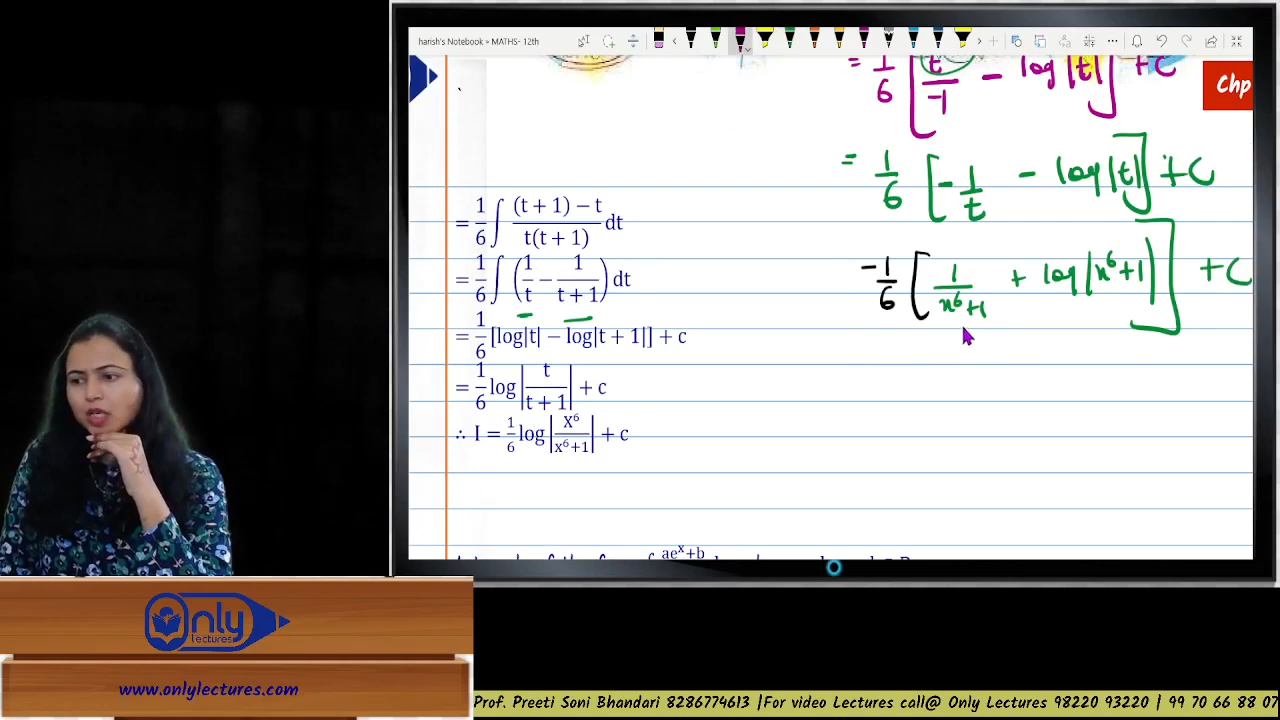 harish's Notebook » MATHS- 12th
= 1/6 [t/-1 - log|t|] + c
Chp
= 1/6 [-1/t - log|t|] + c
-1/6 [1/x⁶+1 + log|x⁶+1|] + c
= 1/6 ∫ (t + 1) − t / t(t + 1) dt
= 1/6 ∫ (1/t − 1/t + 1) dt
= 1/6 [log|t| − log|t + 1|] + c
= 1/6 log |t/t + 1| + c
∴ I = 1/6 log |X⁶/x⁶+1| + c
aeˣ+b
Only
lectures
www.onlylectures.com
Prof. Preeti Soni Bhandari 8286774613 |For video Lectures call@ Only Lectures 98220 93220 | 99 70 66 88 07